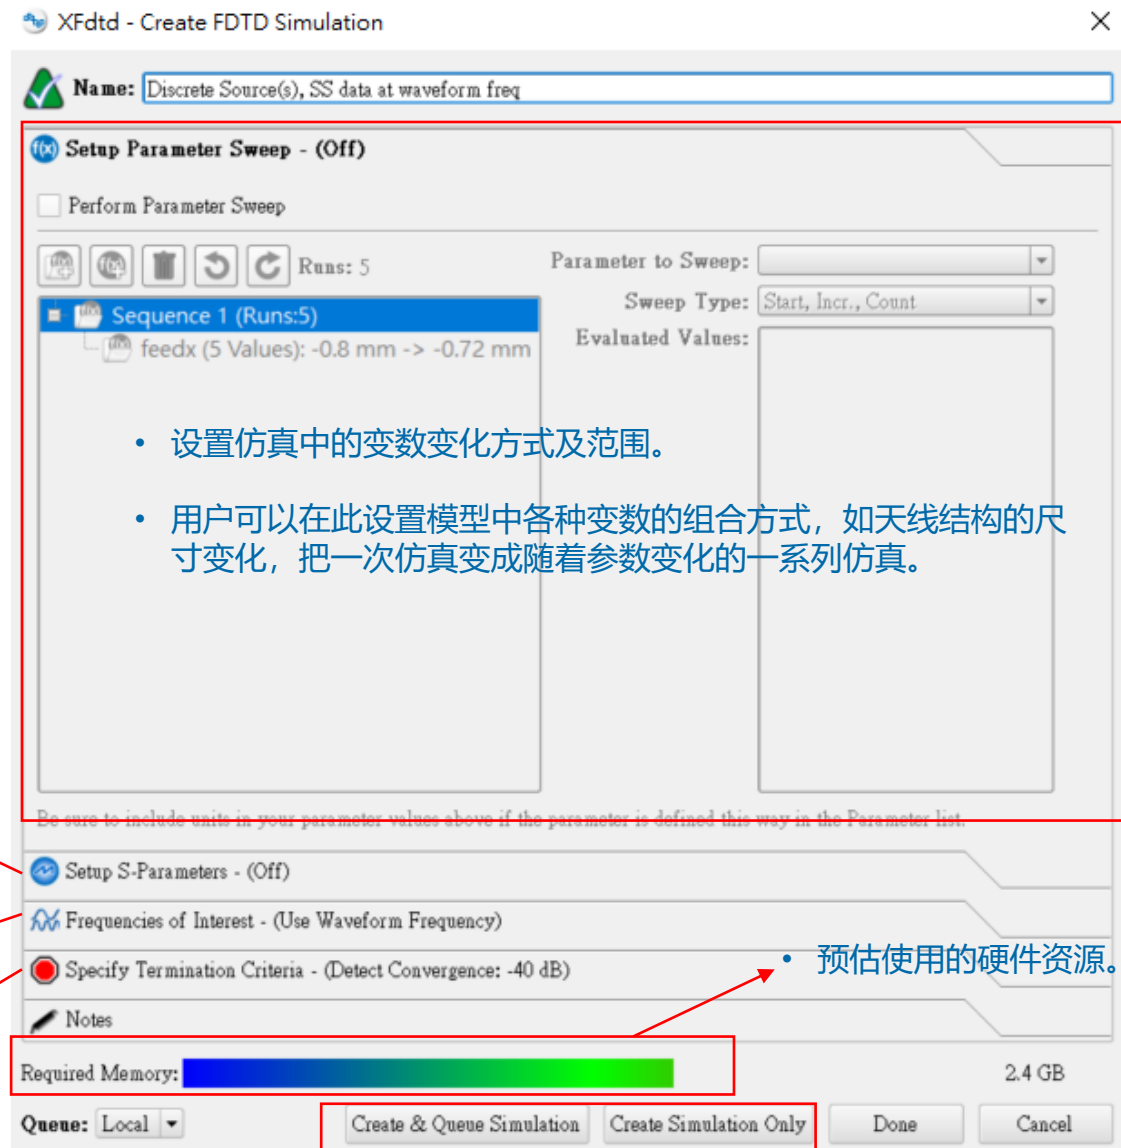 XFdtd - Create FDTD Simulation
Name: Discrete Source(s), SS data at waveform freq
f(x) Setup Parameter Sweep - (Off)
Perform Parameter Sweep
Runs: 5
Parameter to Sweep:
Sequence 1 (Runs:5)
Sweep Type: Start, Incr., Count
feedx (5 Values): -0.8 mm -> -0.72 mm
Evaluated Values:
• 设置仿真中的变数变化方式及范围。
• 用户可以在此设置模型中各种变数的组合方式，如天线结构的尺
寸变化，把一次仿真变成随着参数变化的一系列仿真。
Be sure to include units in your parameter values above if the parameter is defined this way in the Parameter list.
Setup S-Parameters - (Off)
Frequencies of Interest - (Use Waveform Frequency)
• 预估使用的硬件资源。
Specify Termination Criteria - (Detect Convergence: -40 dB)
Notes
Required Memory: 2.4 GB
Queue: Local Create & Queue Simulation Create Simulation Only Done Cancel